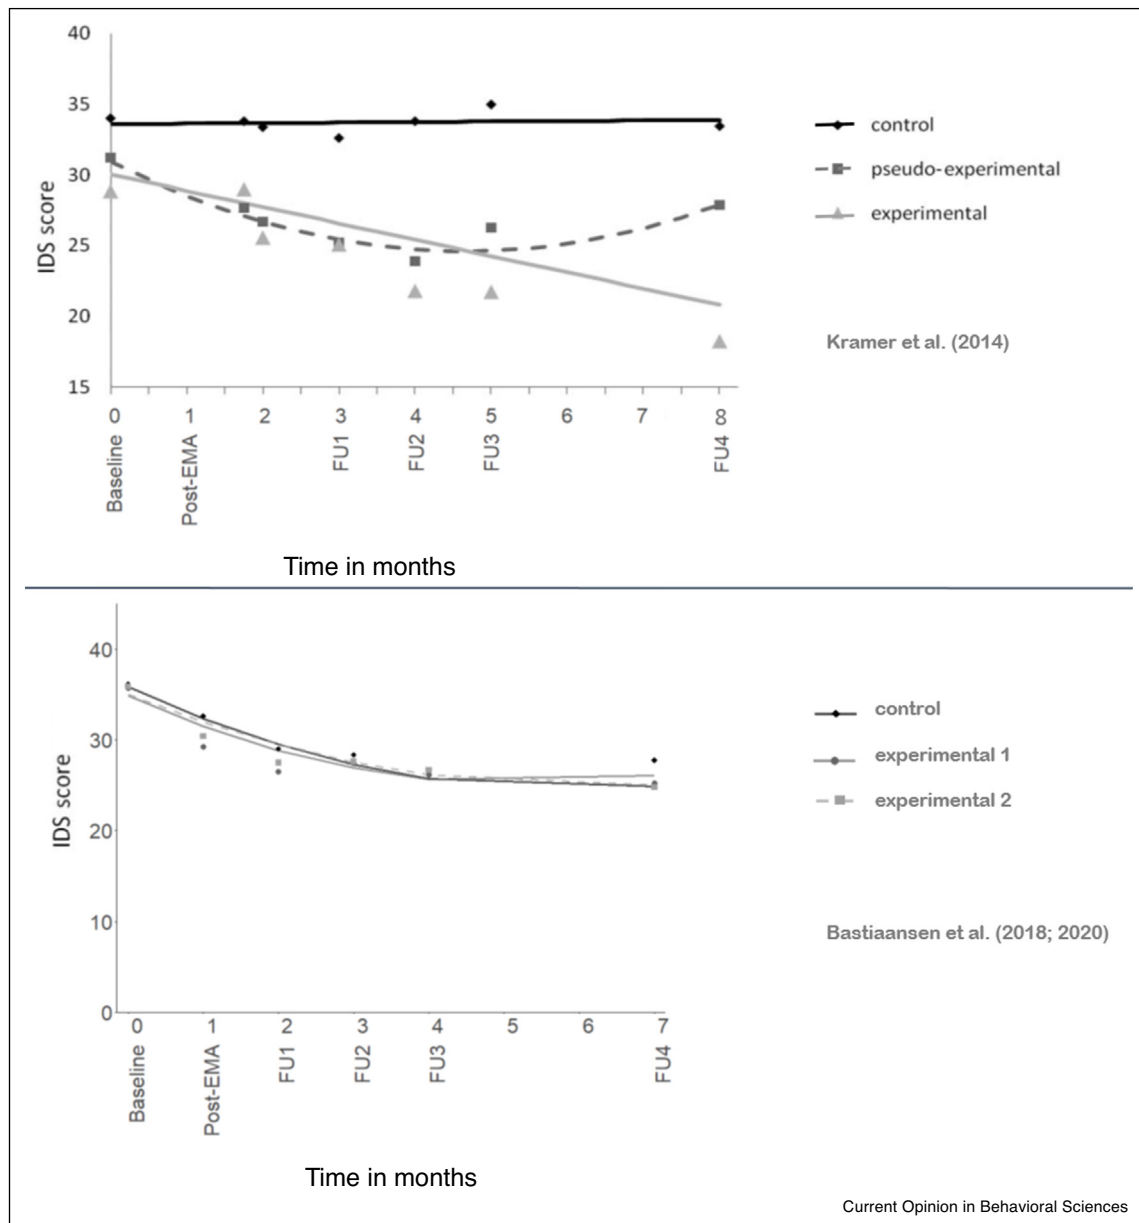 40
35
30
25
20
15
IDS score
0 1 2 3 4 5 6 7 8
Baseline
Post-EMA
FU1
FU2
FU3
FU4
Time in months
control
pseudo-experimental
experimental
Kramer et al. (2014)
40
30
20
10
0
IDS score
0 1 2 3 4 5 6 7
Baseline
Post-EMA
FU1
FU2
FU3
FU4
Time in months
control
experimental 1
experimental 2
Bastiaansen et al. (2018; 2020)
Current Opinion in Behavioral Sciences